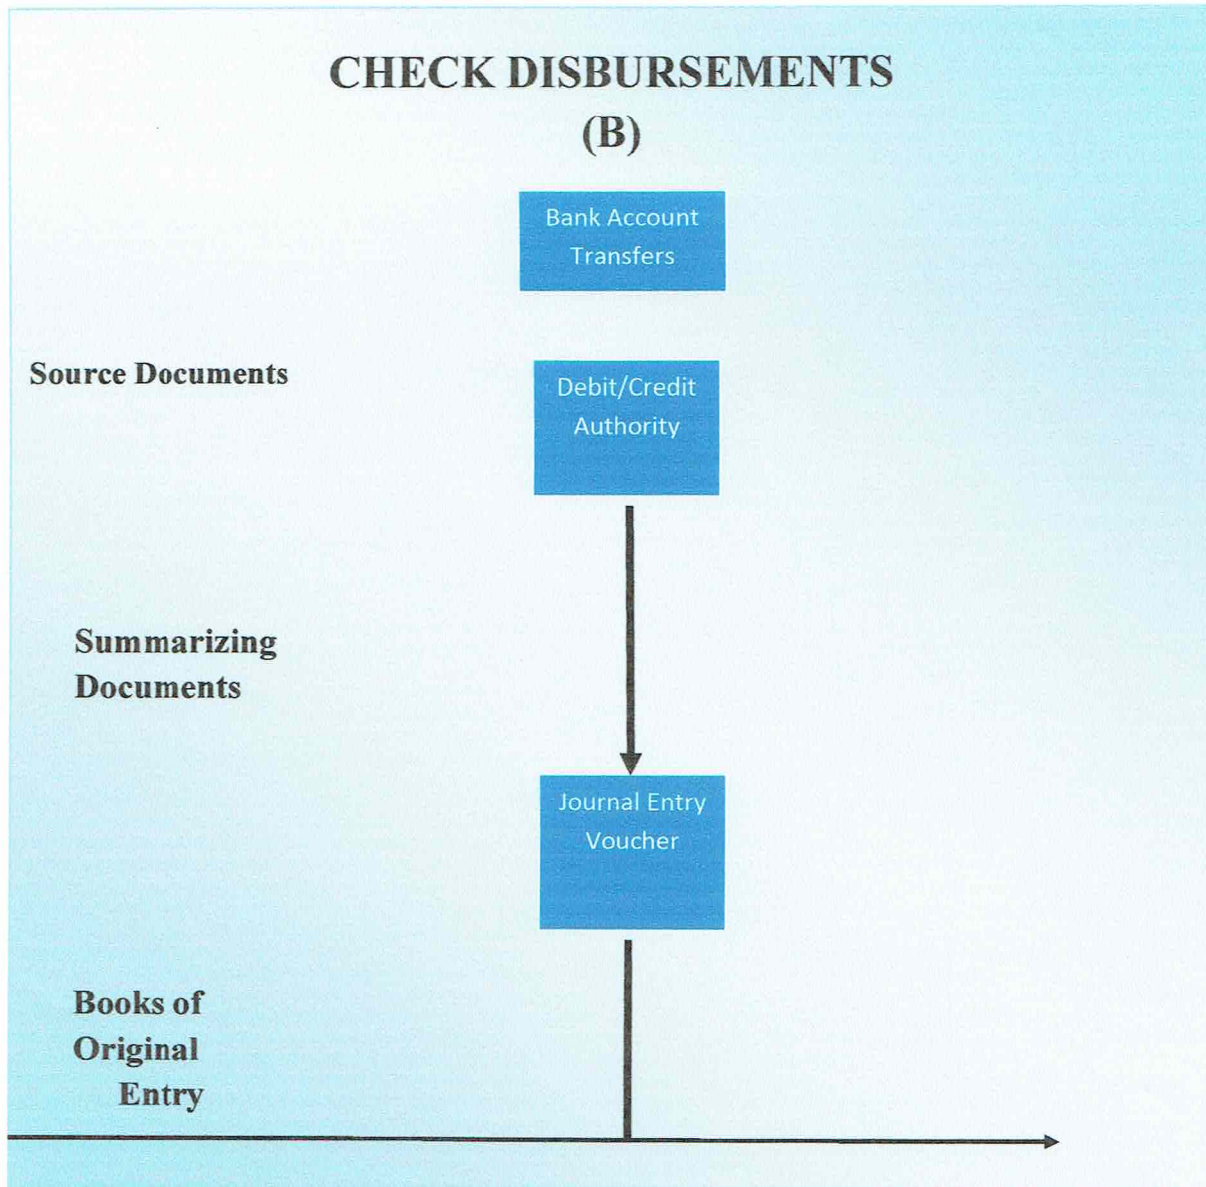 CHECK DISBURSEMENTS
(B)
Bank Account
Transfers
Source Documents
Debit/Credit
Authority
Summarizing
Documents
Journal Entry
Voucher
Books of
Original
Entry